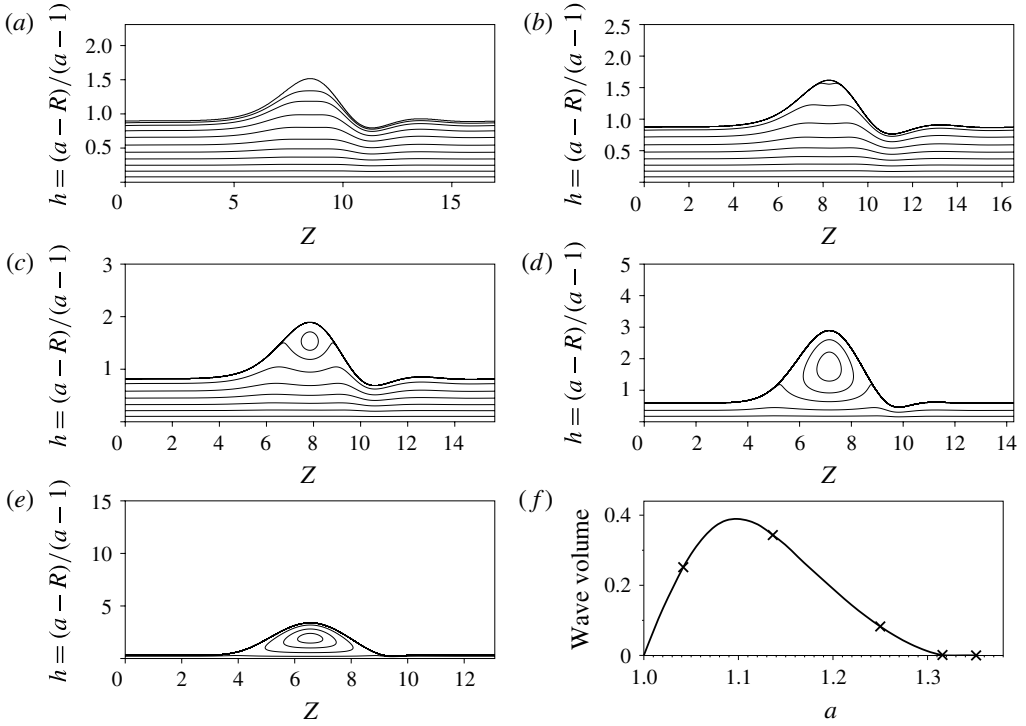 (a) h = (a − R)/(a − 1)
2.0
1.5
1.0
0.5
0 5 10 15
Z
(b) h = (a − R)/(a − 1)
2.5
2.0
1.5
1.0
0.5
0 2 4 6 8 10 12 14 16
Z
(c) h = (a − R)/(a − 1)
3
2
1
0 2 4 6 8 10 12 14
Z
(d) h = (a − R)/(a − 1)
5
4
3
2
1
0 2 4 6 8 10 12 14
Z
(e) h = (a − R)/(a − 1)
15
10
5
0 2 4 6 8 10 12
Z
(f) Wave volume
0.4
0.2
0
1.0 1.1 1.2 1.3
a